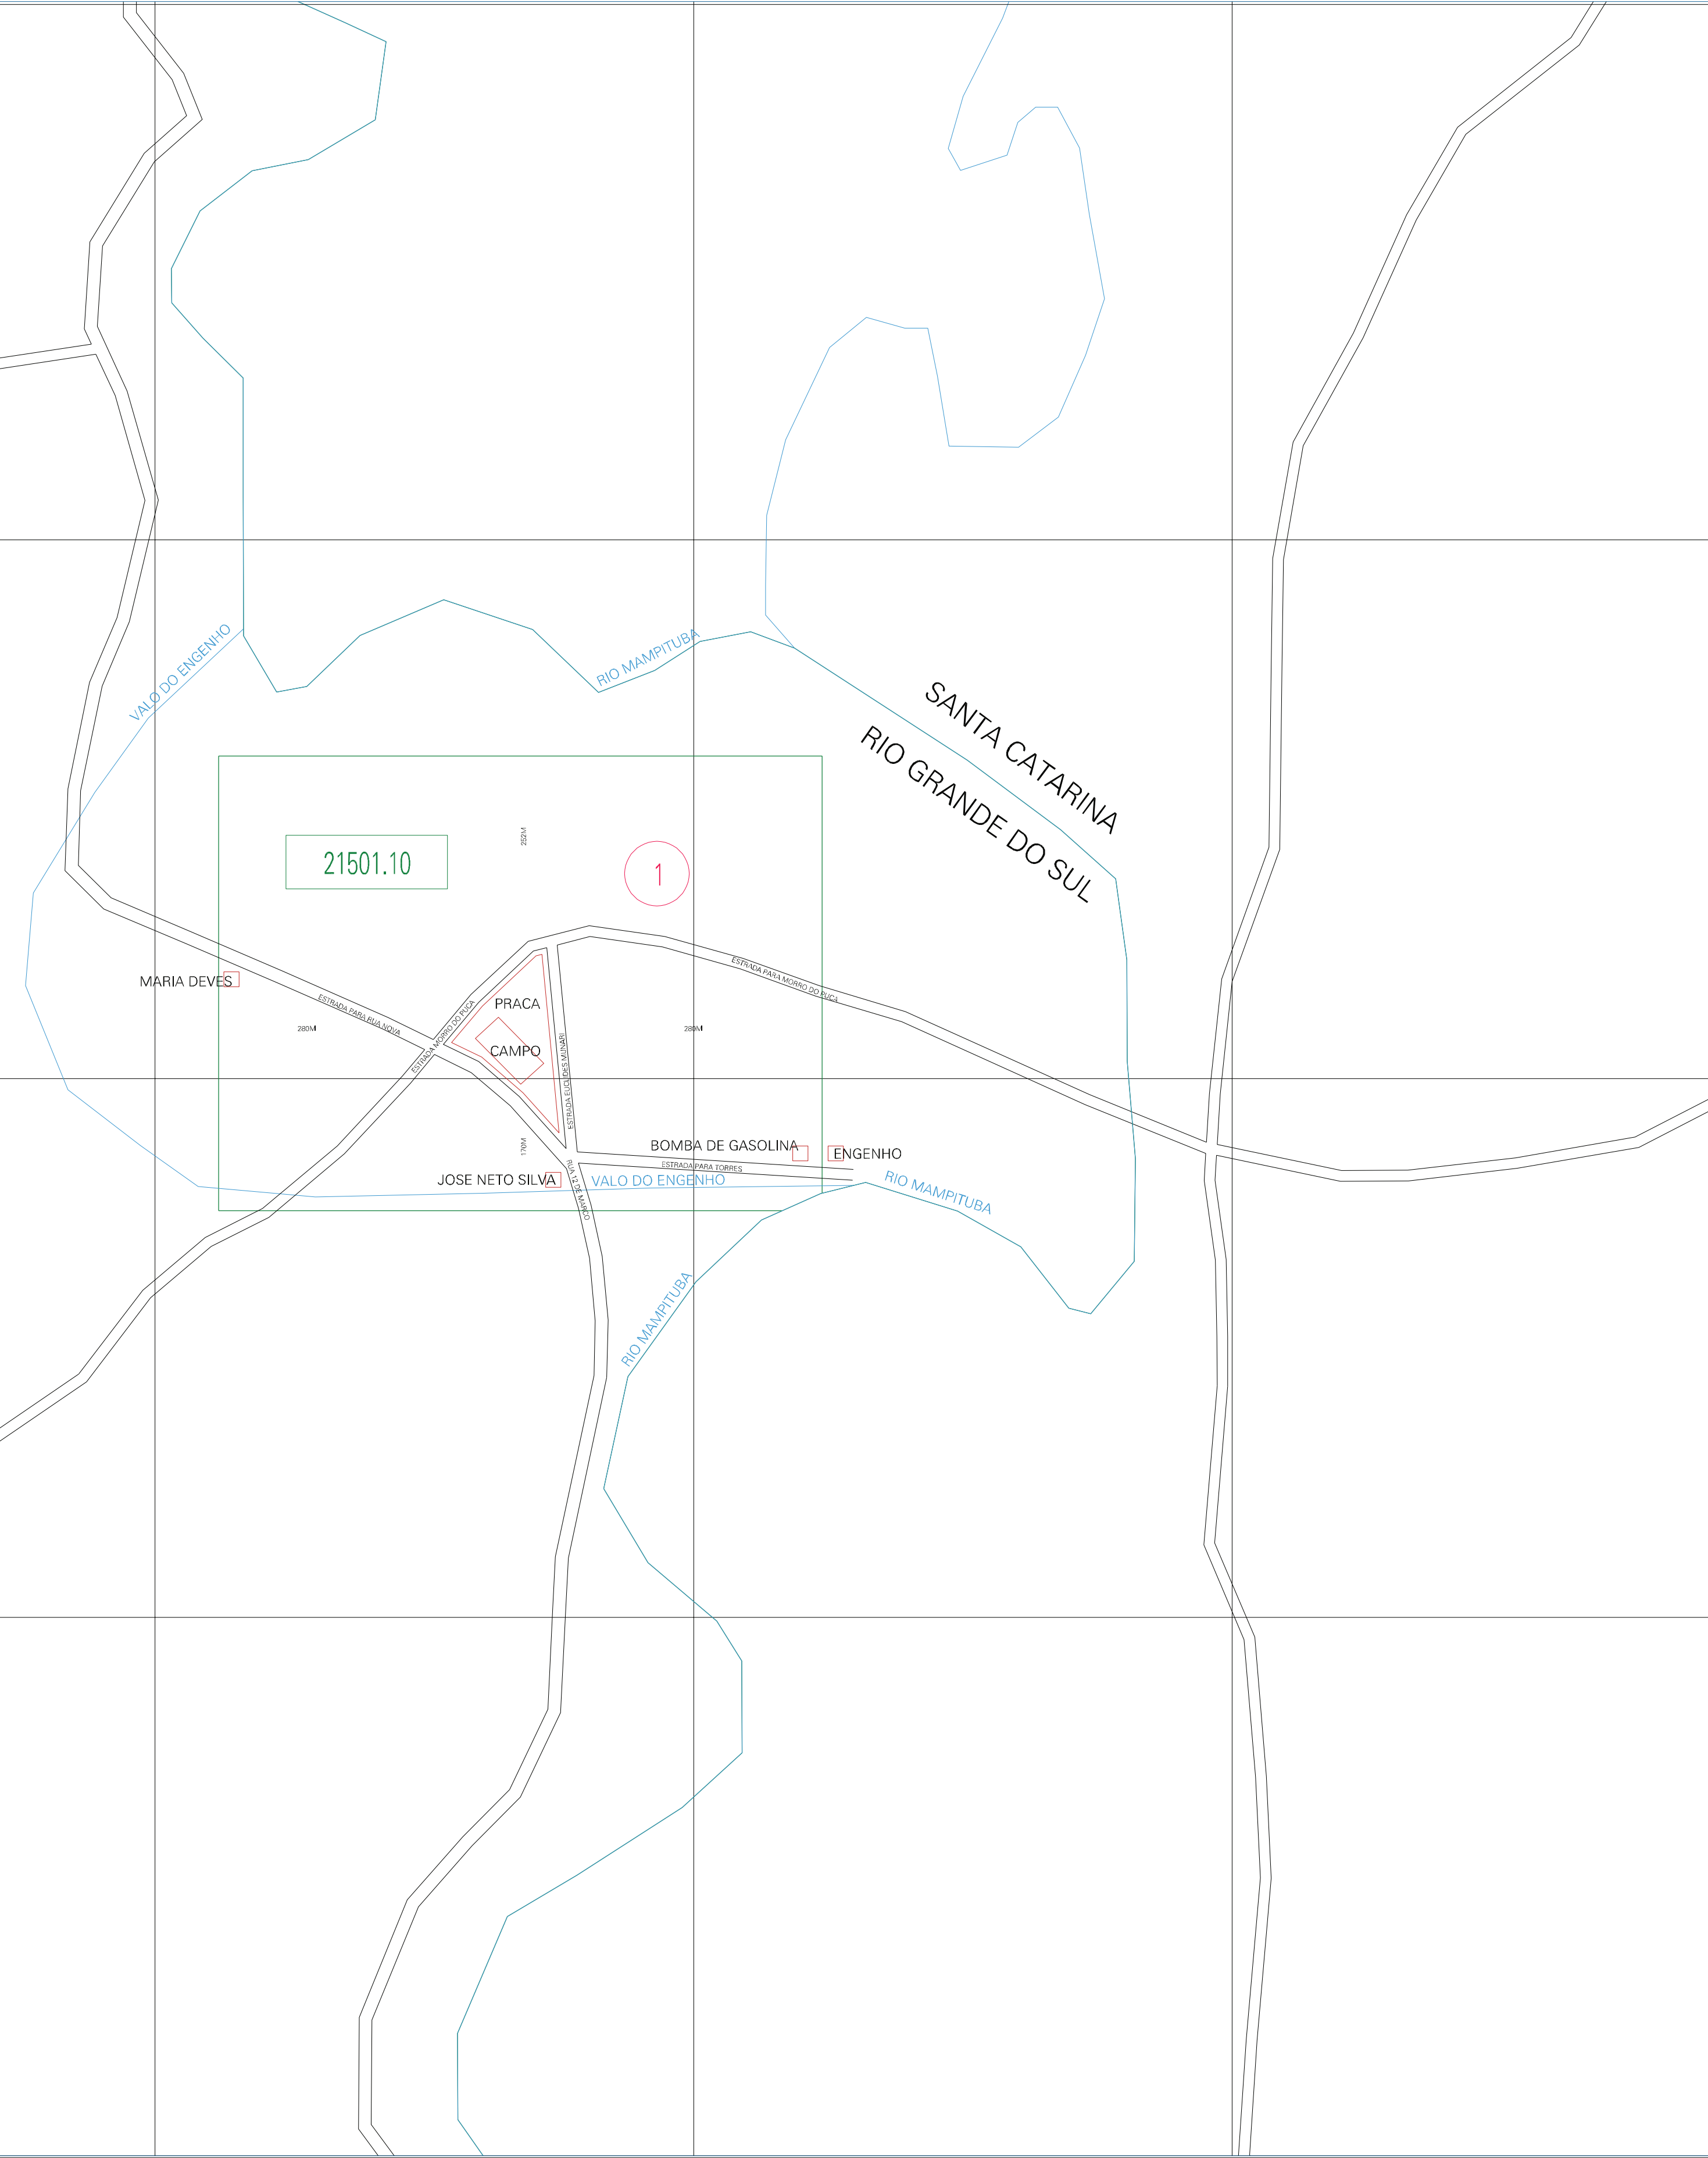 VALO DO ENGENHO
RIO MAMPITUBA
SANTA CATARINA
RIO GRANDE DO SUL
252M
21501.10
1
MARIA DEVES
ESTRADA PARA RUA NOVA
280M
ESTRADA MORRO DO PUCA
PRACA
CAMPO
ESTRADA EUCLIDES MUNARI
280M
ESTRADA PARA MORRO DO PUCA
170M
BOMBA DE GASOLINA
ENGENHO
ESTRADA PARA TORRES
JOSE NETO SILVA
RUA 12 DE MARCO
VALO DO ENGENHO
RIO MAMPITUBA
RIO MAMPITUBA